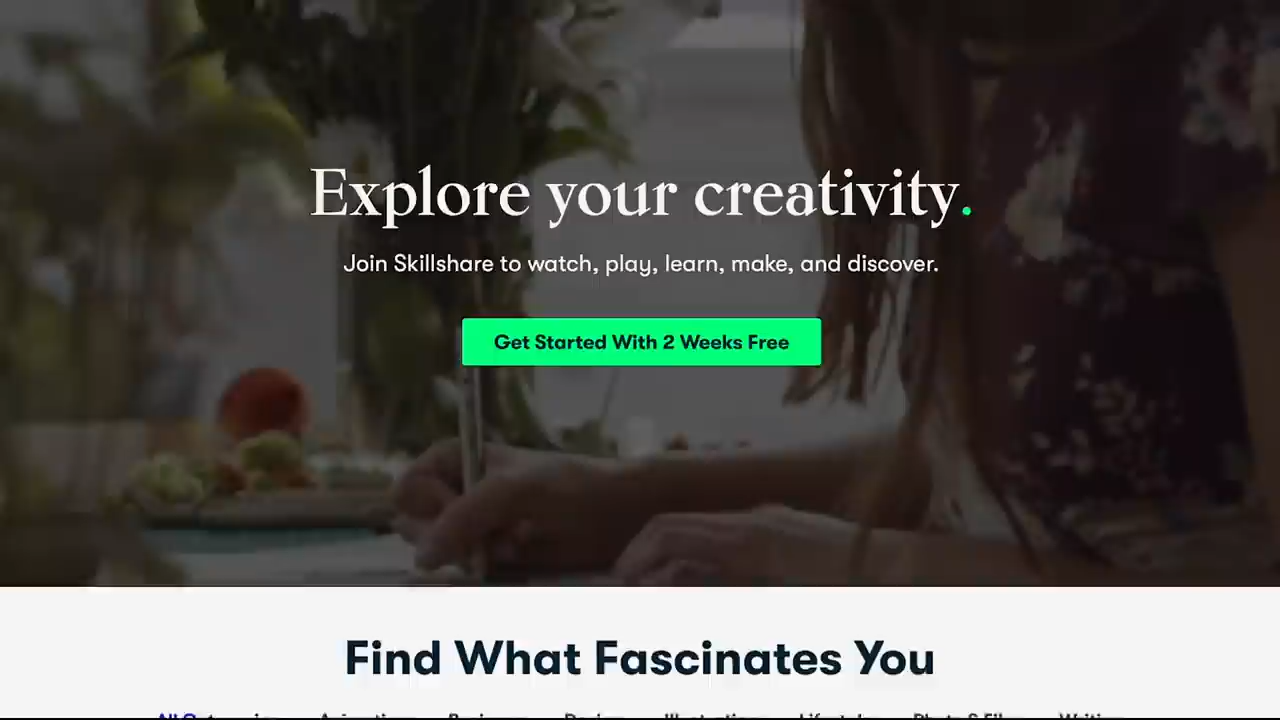 Explore your creativity.
Join Skillshare to watch, play, learn, make, and discover.
Get Started With 2 Weeks Free
Find What Fascinates You